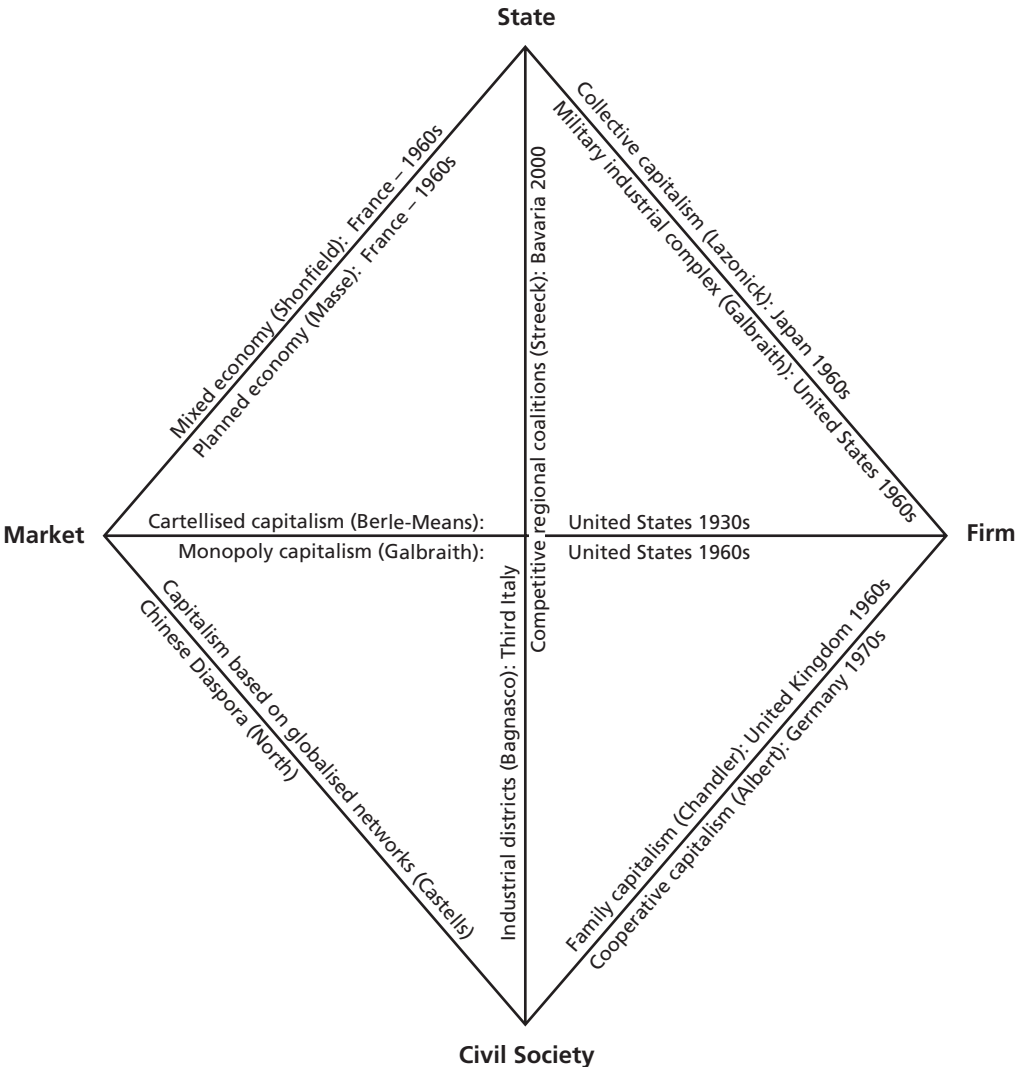 State
Collective capitalism (Lazonick): Japan 1960s
Military industrial complex (Galbraith): United States 1960s
Mixed economy (Shonfield): France – 1960s
Planned economy (Masse): France – 1960s
Competitive regional coalitions (Streeck): Bavaria 2000
Market
Cartellised capitalism (Berle-Means): United States 1930s
Firm
Monopoly capitalism (Galbraith): United States 1960s
Capitalism based on globalised networks (Castells)
Chinese Diaspora (North)
Industrial districts (Bagnasco): Third Italy
Family capitalism (Chandler): United Kingdom 1960s
Cooperative capitalism (Albert): Germany 1970s
Civil Society